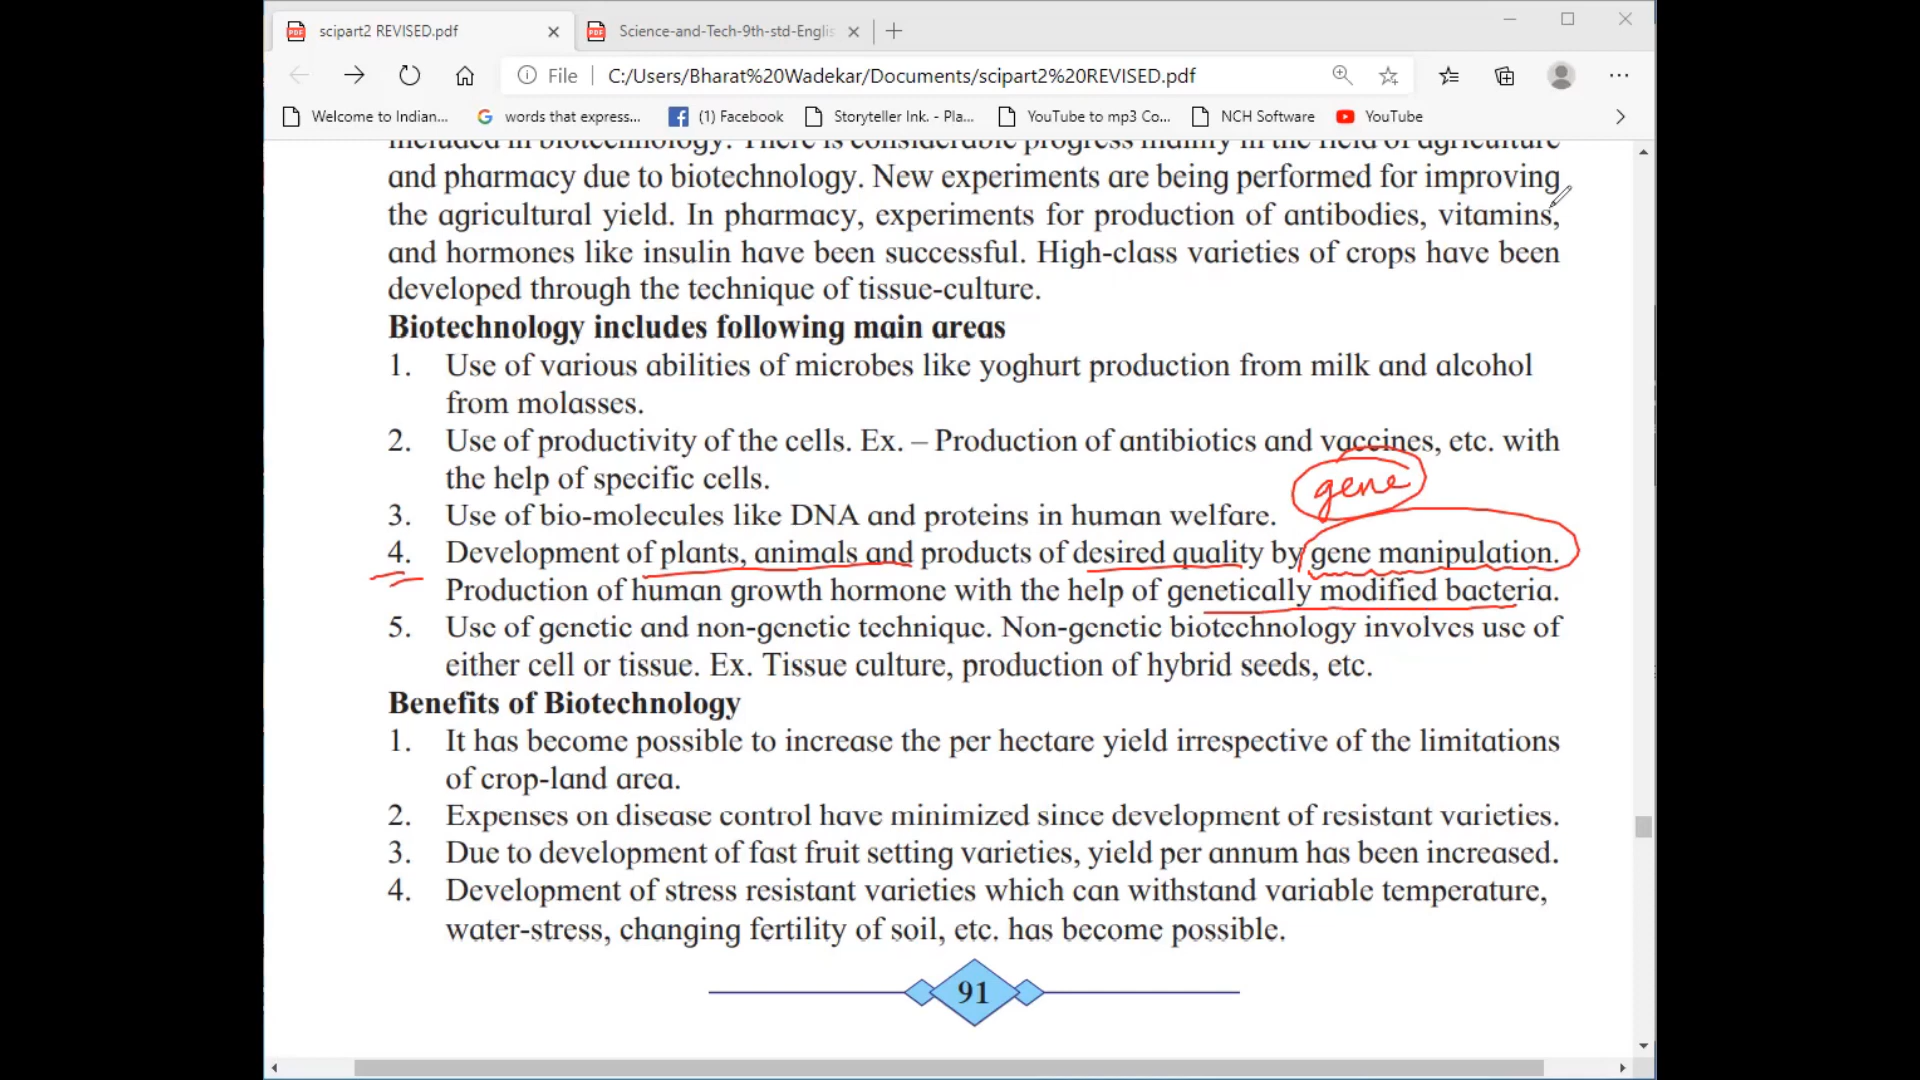 scipart2 REVISED.pdf
Science-and-Tech-9th-std-Englis
File C:/Users/Bharat%20Wadekar/Documents/scipart2%20REVISED.pdf
Welcome to Indian... words that express... (1) Facebook Storyteller Ink. - Pla... YouTube to mp3 Co... NCH Software YouTube
included in biotechnology. There is considerable progress mainly in the field of agriculture
and pharmacy due to biotechnology. New experiments are being performed for improving
the agricultural yield. In pharmacy, experiments for production of antibodies, vitamins,
and hormones like insulin have been successful. High-class varieties of crops have been
developed through the technique of tissue-culture.
Biotechnology includes following main areas
1. Use of various abilities of microbes like yoghurt production from milk and alcohol
from molasses.
2. Use of productivity of the cells. Ex. – Production of antibiotics and vaccines, etc. with
the help of specific cells.
gene
3. Use of bio-molecules like DNA and proteins in human welfare.
4. Development of plants, animals and products of desired quality by gene manipulation.
Production of human growth hormone with the help of genetically modified bacteria.
5. Use of genetic and non-genetic technique. Non-genetic biotechnology involves use of
either cell or tissue. Ex. Tissue culture, production of hybrid seeds, etc.
Benefits of Biotechnology
1. It has become possible to increase the per hectare yield irrespective of the limitations
of crop-land area.
2. Expenses on disease control have minimized since development of resistant varieties.
3. Due to development of fast fruit setting varieties, yield per annum has been increased.
4. Development of stress resistant varieties which can withstand variable temperature,
water-stress, changing fertility of soil, etc. has become possible.
91